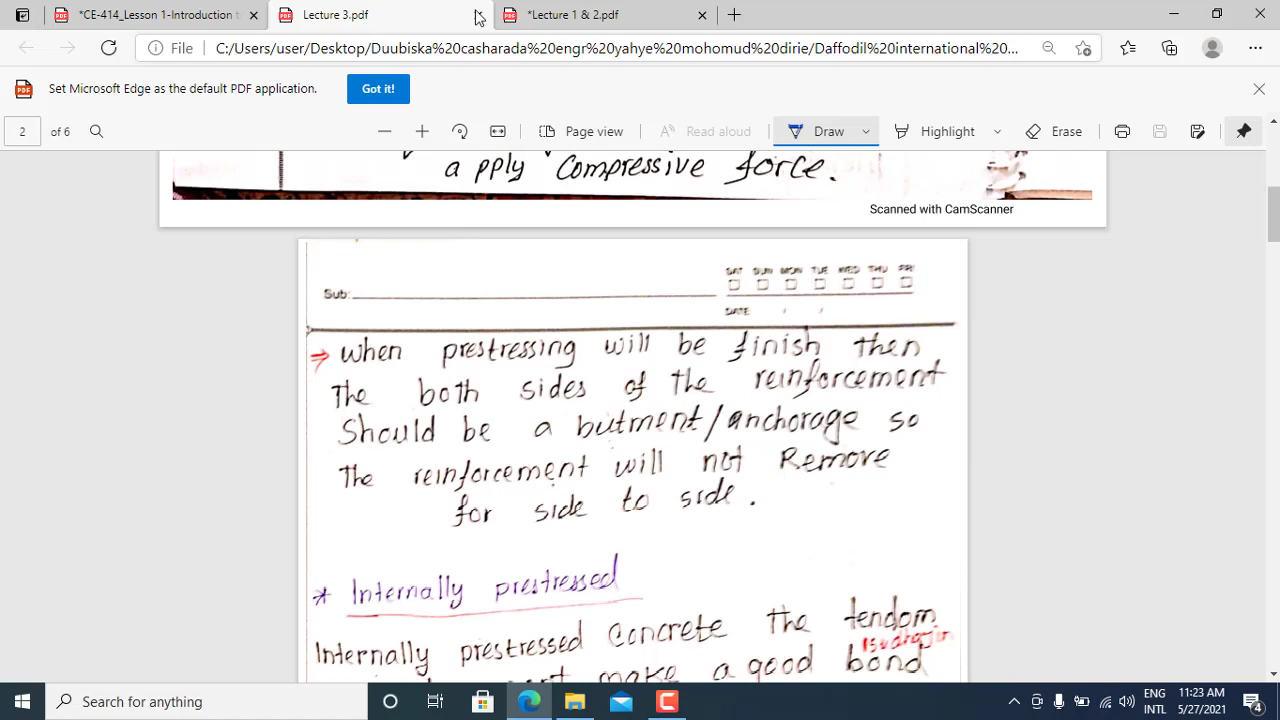 *CE-414_Lesson 1-Introduction t
Lecture 3.pdf
*Lecture 1 & 2.pdf
File
C:/Users/user/Desktop/Duubiska%20casharada%20engr%20yahye%20mohomud%20dirie/Daffodil%20international%20...
Set Microsoft Edge as the default PDF application.
Got it!
2
of 6
Page view
Read aloud
Draw
Highlight
Erase
a pply Compressive force.
Scanned with CamScanner
SAT SUN MON TUE WED THU FRI
Sub:
DATE / /
⇒ When prestressing will be finish then
The both sides of the reinforcement
Should be a butment/anchorage so
The reinforcement will not Remove
for side to side.
* Internally prestressed
Internally prestressed Concrete the tendom
make a good bond
Search for anything
ENG
INTL
11:23 AM
5/27/2021
4